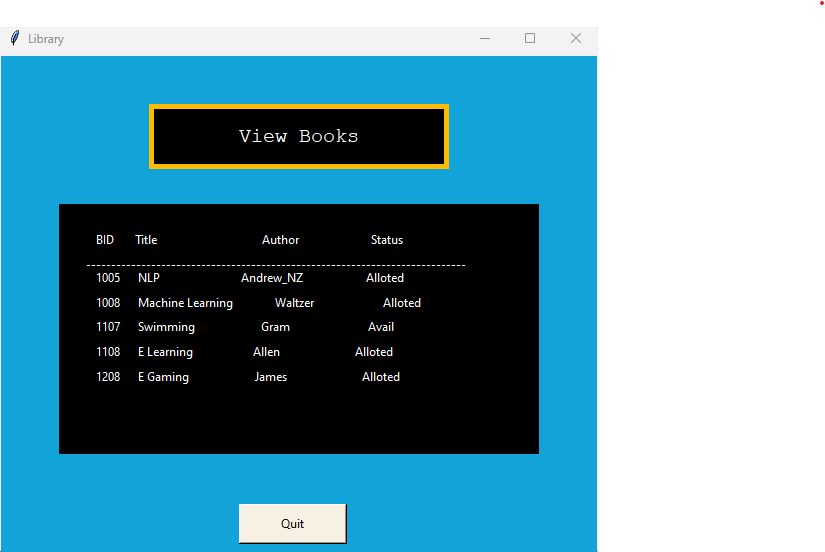 Library
View Books
BID Title Author Status
--------------------------------------------------------------------------
1005 NLP Andrew_NZ Alloted
1008 Machine Learning Waltzer Alloted
1107 Swimming Gram Avail
1108 E Learning Allen Alloted
1208 E Gaming James Alloted
Quit